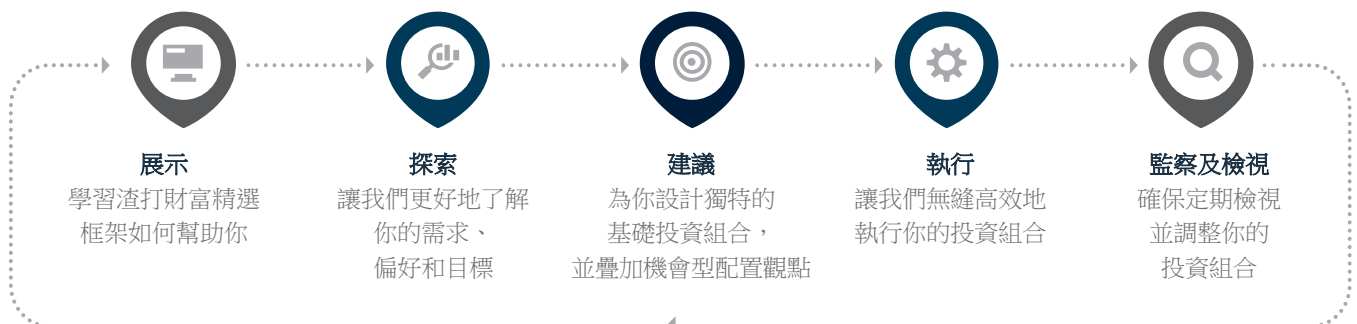 展示
學習渣打財富精選
框架如何幫助你
探索
讓我們更好地了解
你的需求、
偏好和目標
建議
為你設計獨特的
基礎投資組合，
並疊加機會型配置觀點
執行
讓我們無縫高效地
執行你的投資組合
監察及檢視
確保定期檢視
並調整你的
投資組合